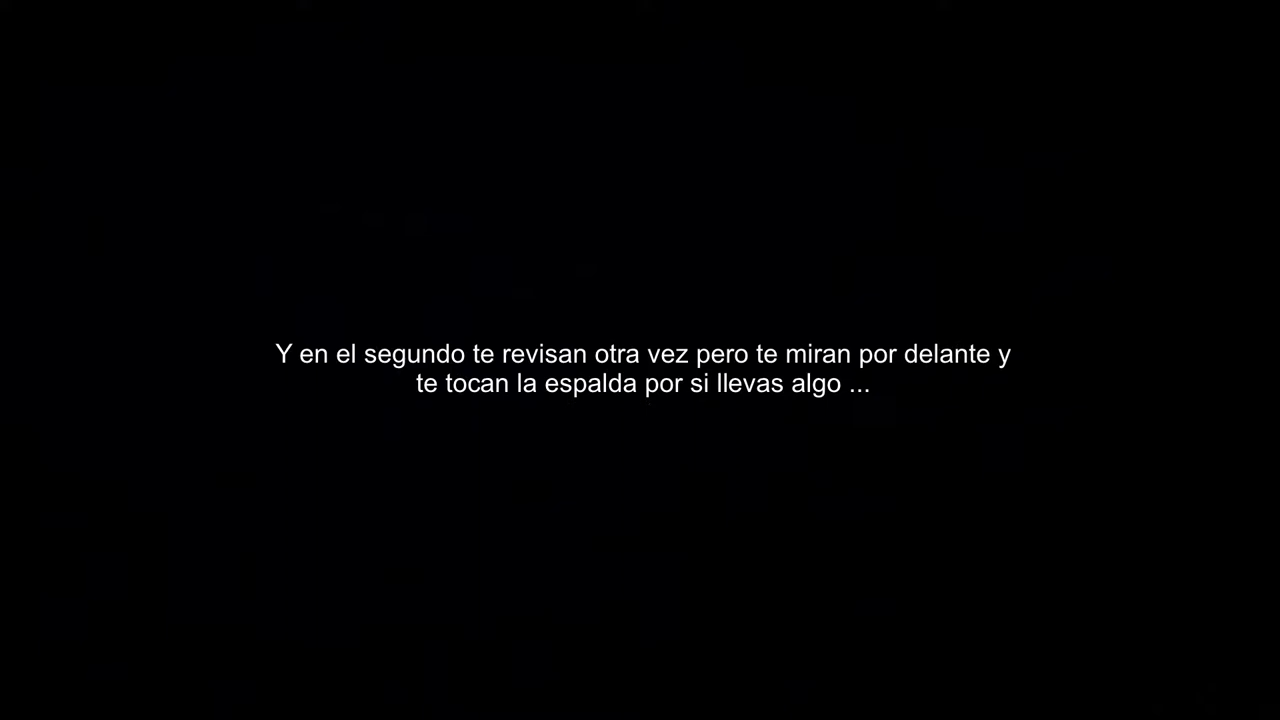 Y en el segundo te revisan otra vez pero te miran por delante y
te tocan la espalda por si llevas algo ...